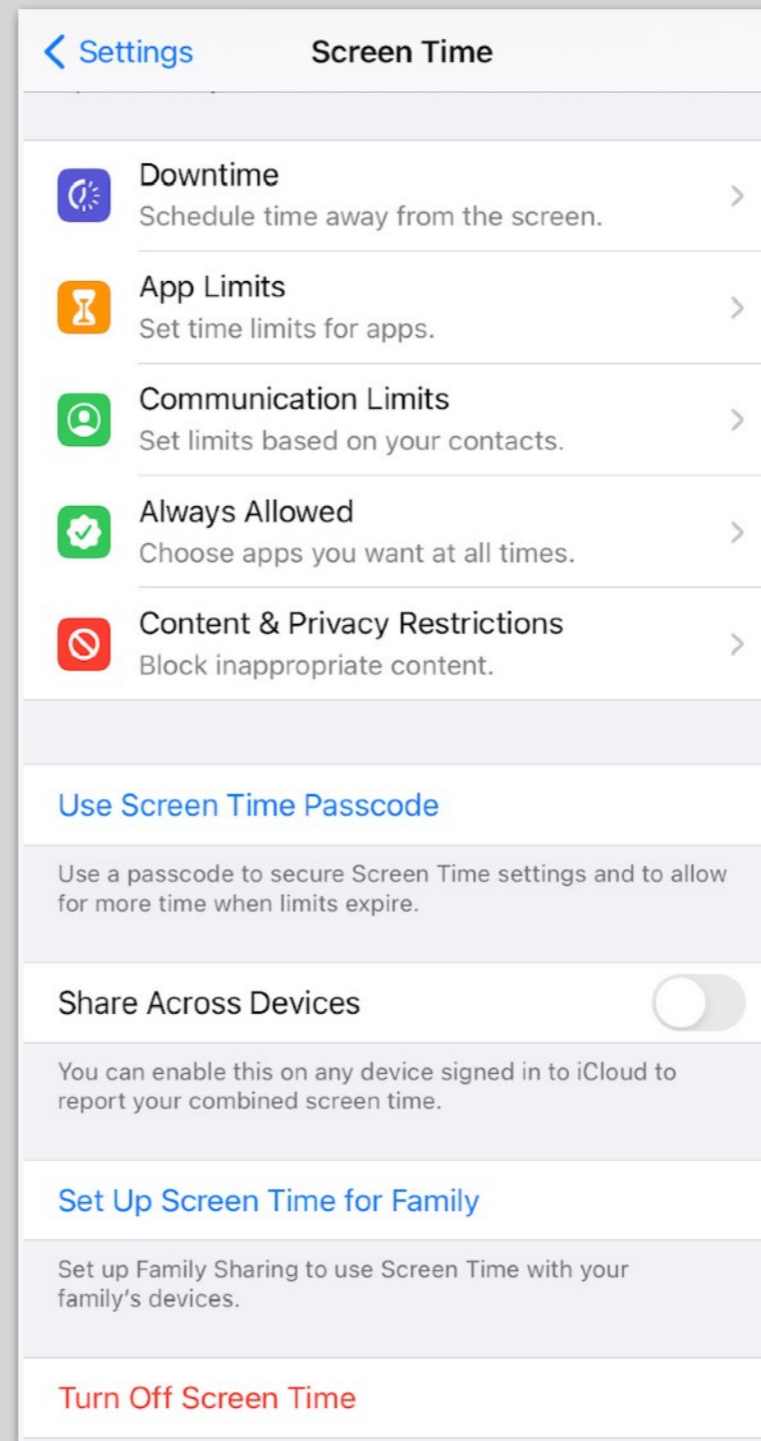 Settings
Screen Time
Downtime
Schedule time away from the screen.
App Limits
Set time limits for apps.
Communication Limits
Set limits based on your contacts.
Always Allowed
Choose apps you want at all times.
Content & Privacy Restrictions
Block inappropriate content.
Use Screen Time Passcode
Use a passcode to secure Screen Time settings and to allow
for more time when limits expire.
Share Across Devices
You can enable this on any device signed in to iCloud to
report your combined screen time.
Set Up Screen Time for Family
Set up Family Sharing to use Screen Time with your
family's devices.
Turn Off Screen Time